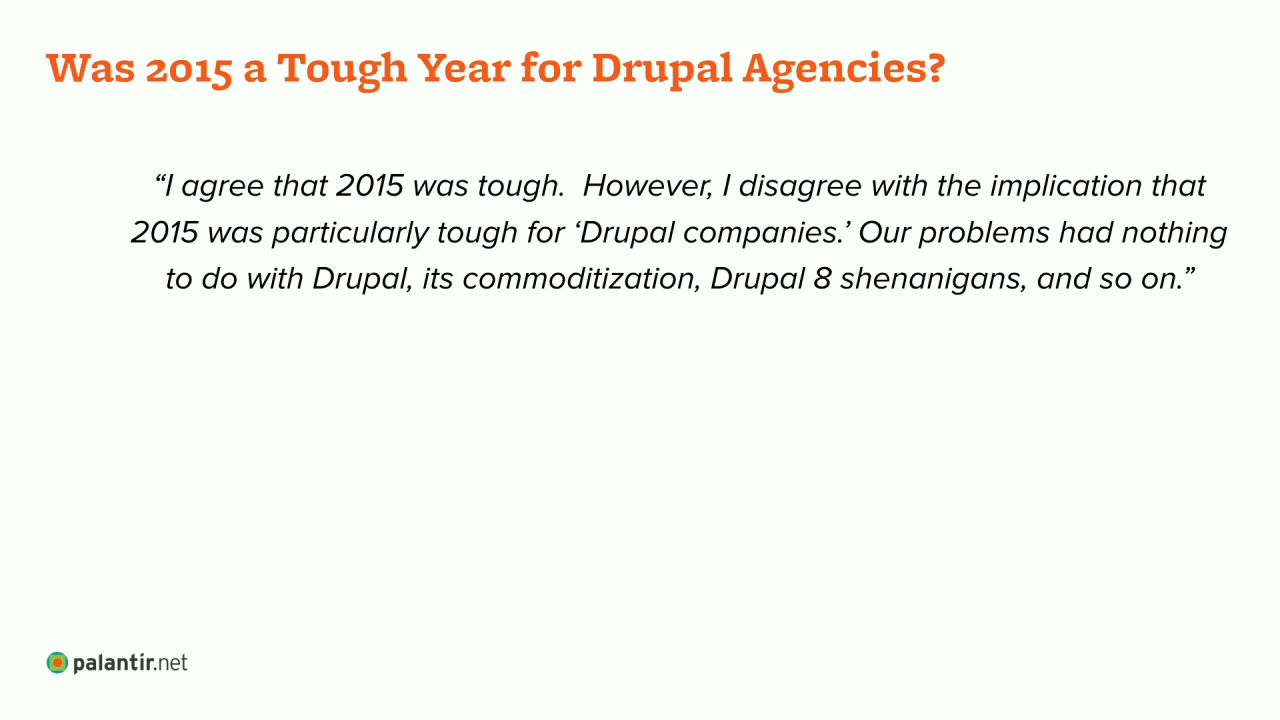 Was 2015 a Tough Year for Drupal Agencies?
“I agree that 2015 was tough.  However, I disagree with the implication that
2015 was particularly tough for ‘Drupal companies.’ Our problems had nothing
to do with Drupal, its commoditization, Drupal 8 shenanigans, and so on.”
palantir.net